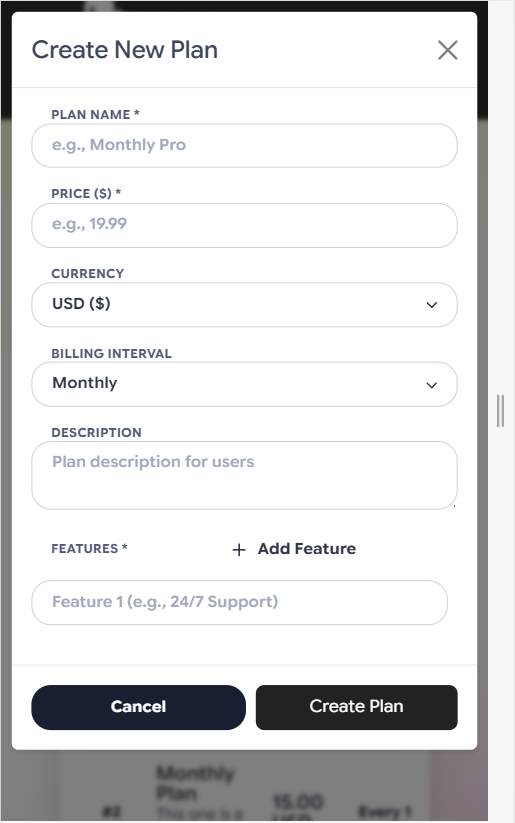 Create New Plan
PLAN NAME *
e.g., Monthly Pro
PRICE ($) *
e.g., 19.99
CURRENCY
USD ($)
BILLING INTERVAL
Monthly
DESCRIPTION
Plan description for users
FEATURES * Add Feature
Feature 1 (e.g., 24/7 Support)
Cancel Create Plan
Monthly
Plan
#2 This one is a 15.00 Every 1
USD